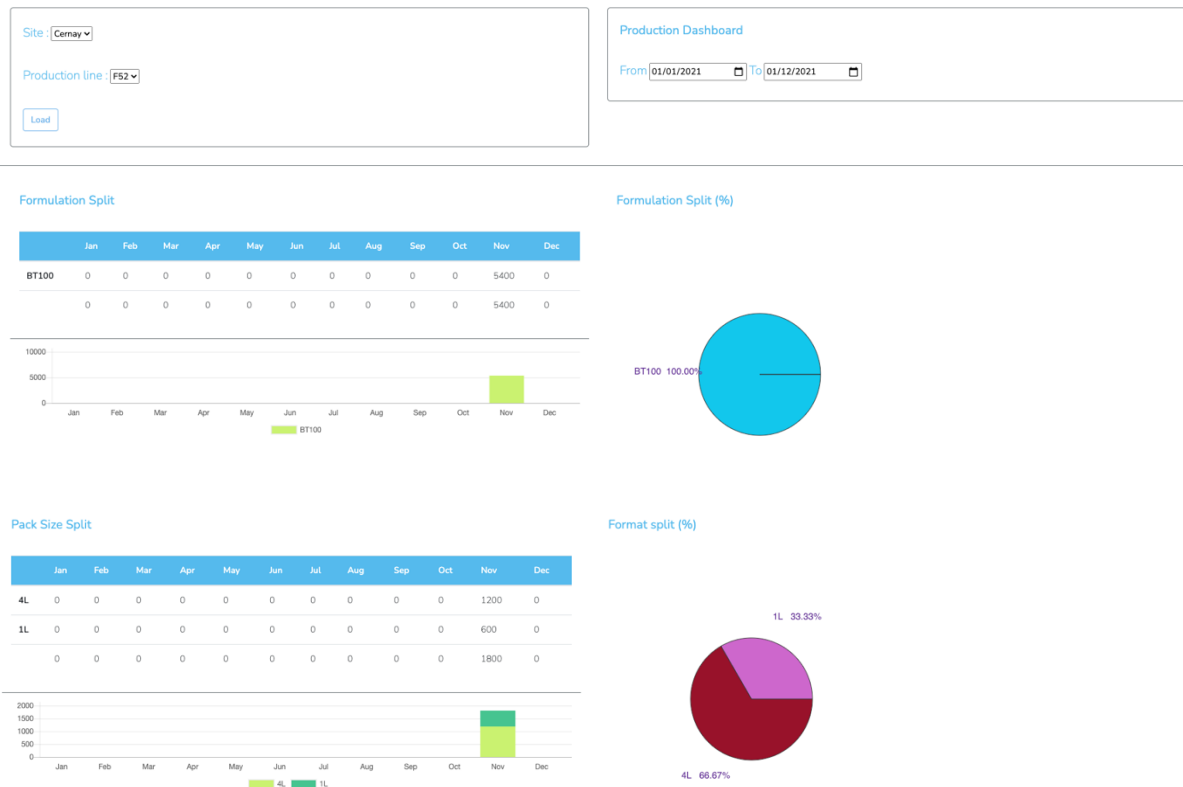 Site : Cernay
Production line : F52
Load
Production Dashboard
From 01/01/2021 To 01/12/2021
Formulation Split
Jan Feb Mar Apr May Jun Jul Aug Sep Oct Nov Dec
BT100 0 0 0 0 0 0 0 0 0 0 5400 0
0 0 0 0 0 0 0 0 0 0 5400 0
10000
5000
0
Jan Feb Mar Apr May Jun Jul Aug Sep Oct Nov Dec
BT100
Formulation Split (%)
BT100 100.00%
Pack Size Split
Jan Feb Mar Apr May Jun Jul Aug Sep Oct Nov Dec
4L 0 0 0 0 0 0 0 0 0 0 1200 0
1L 0 0 0 0 0 0 0 0 0 0 600 0
0 0 0 0 0 0 0 0 0 0 1800 0
2000
1500
1000
500
0
Jan Feb Mar Apr May Jun Jul Aug Sep Oct Nov Dec
4L 1L
Format split (%)
1L 33.33%
4L 66.67%